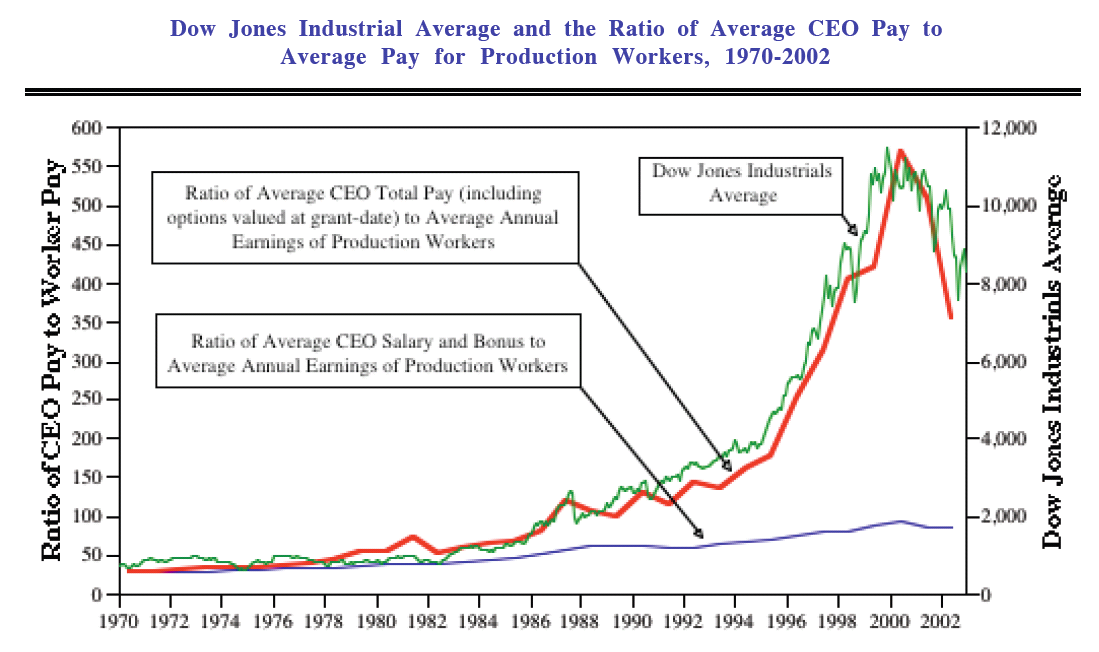 Dow Jones Industrial Average and the Ratio of Average CEO Pay to
Average Pay for Production Workers, 1970-2002
600
550
500
450
400
350
300
250
200
150
100
50
0
Ratio of CEO Pay to Worker Pay
Ratio of Average CEO Total Pay (including
options valued at grant-date) to Average Annual
Earnings of Production Workers
Ratio of Average CEO Salary and Bonus to
Average Annual Earnings of Production Workers
Dow Jones Industrials
Average
12,000
10,000
8,000
6,000
4,000
2,000
0
Dow Jones Industrials Average
1970 1972 1974 1976 1978 1980 1982 1984 1986 1988 1990 1992 1994 1996 1998 2000 2002